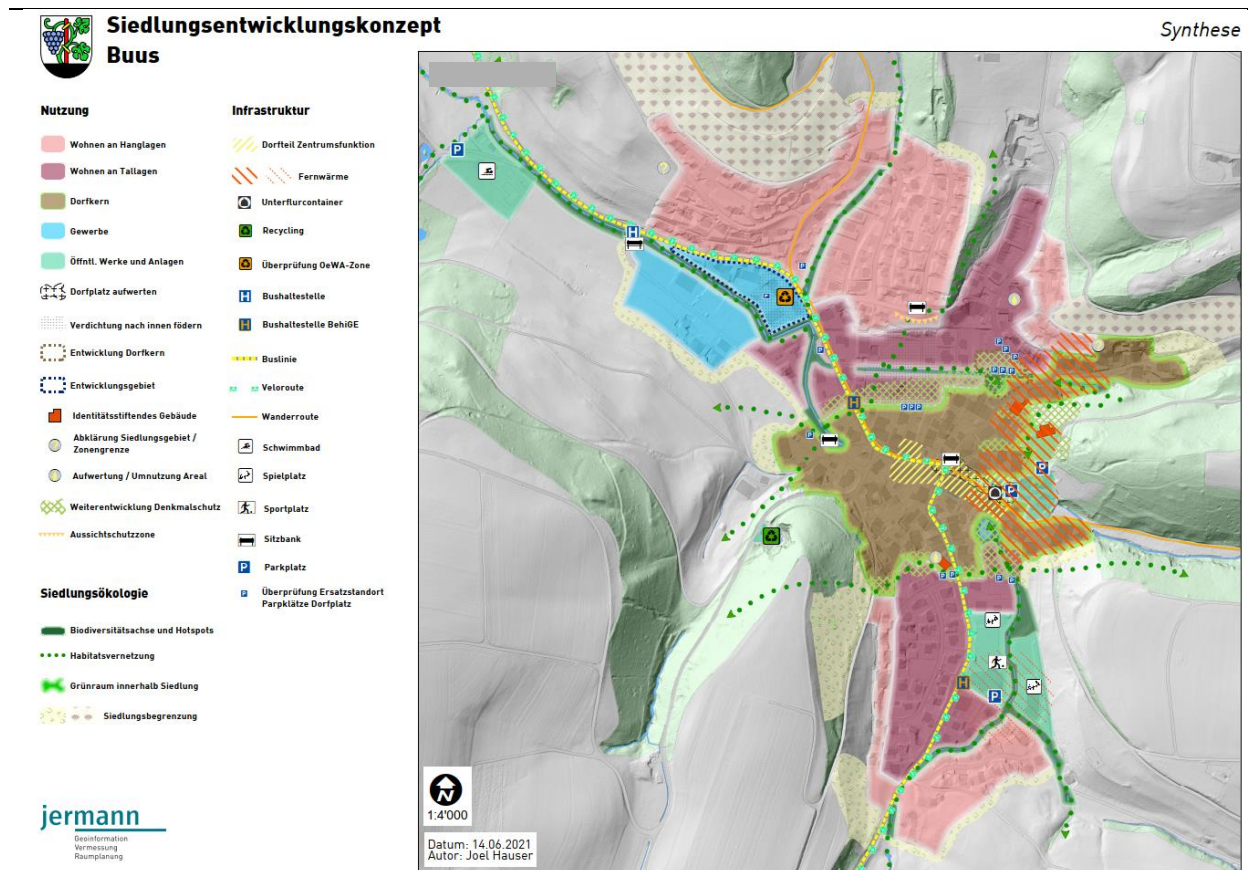 Siedlungsentwicklungskonzept
Buus
Synthese
Nutzung
Wohnen an Hanglagen
Wohnen an Tallagen
Dorfkern
Gewerbe
Öffntl. Werke und Anlagen
Dorfplatz aufwerten
Verdichtung nach innen födern
Entwicklung Dorfkern
Entwicklungsgebiet
Identitätsstiftendes Gebäude
Abklärung Siedlungsgebiet /
Zonengrenze
Aufwertung / Umnutzung Areal
Weiterentwicklung Denkmalschutz
Aussichtschutzzone
Siedlungsökologie
Biodiversitätsachse und Hotspots
Habitatsvernetzung
Grünraum innerhalb Siedlung
Siedlungsbegrenzung
Infrastruktur
Dorfteil Zentrumsfunktion
Fernwärme
Unterflurcontainer
Recycling
Überprüfung OeWA-Zone
H Bushaltestelle
H Bushaltestelle BehiGE
Buslinie
Veloroute
Wanderroute
Schwimmbad
Spielplatz
Sportplatz
Sitzbank
P Parkplatz
P Überprüfung Ersatzstandort
Parpklätze Dorfplatz
P
H
P
P
P
H
P P P
P
P
P
P P
H
P
N
1:4'000
Datum: 14.06.2021
Autor: Joel Hauser
jermann
Geoinformation
Vermessung
Raumplanung